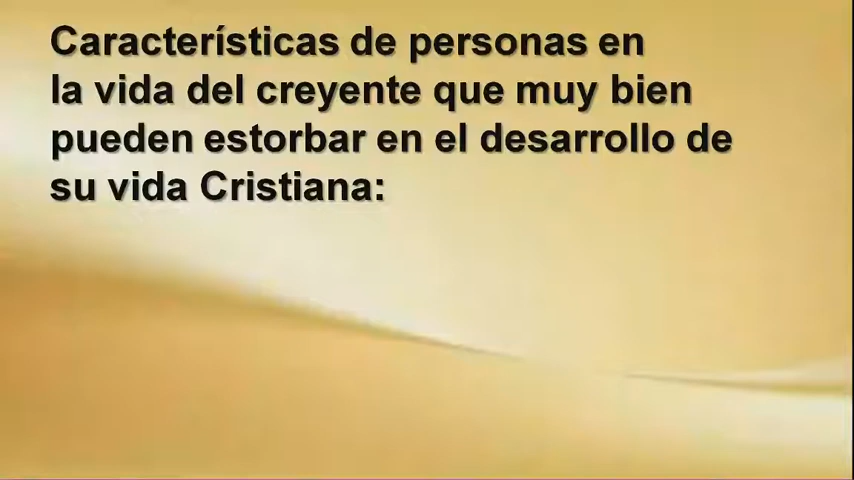 Características de personas en
la vida del creyente que muy bien
pueden estorbar en el desarrollo de
su vida Cristiana: